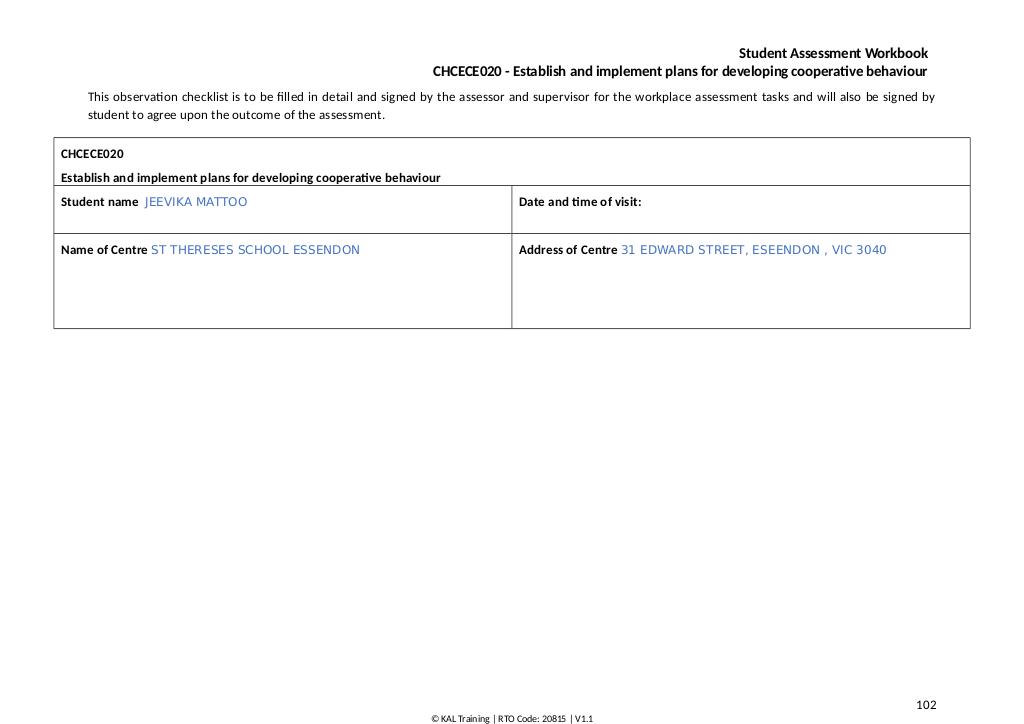 Student Assessment Workbook
CHCECE020 - Establish and implement plans for developing cooperative behaviour
This observation checklist is to be filled in detail and signed by the assessor and supervisor for the workplace assessment tasks and will also be signed by
student to agree upon the outcome of the assessment.
CHCECE020
Establish and implement plans for developing cooperative behaviour
Student name JEEVIKA MATTOO
Date and time of visit:
Name of Centre ST THERESES SCHOOL ESSENDON
Address of Centre 31 EDWARD STREET, ESEENDON , VIC 3040
102
© KAL Training | RTO Code: 20815 | V1.1